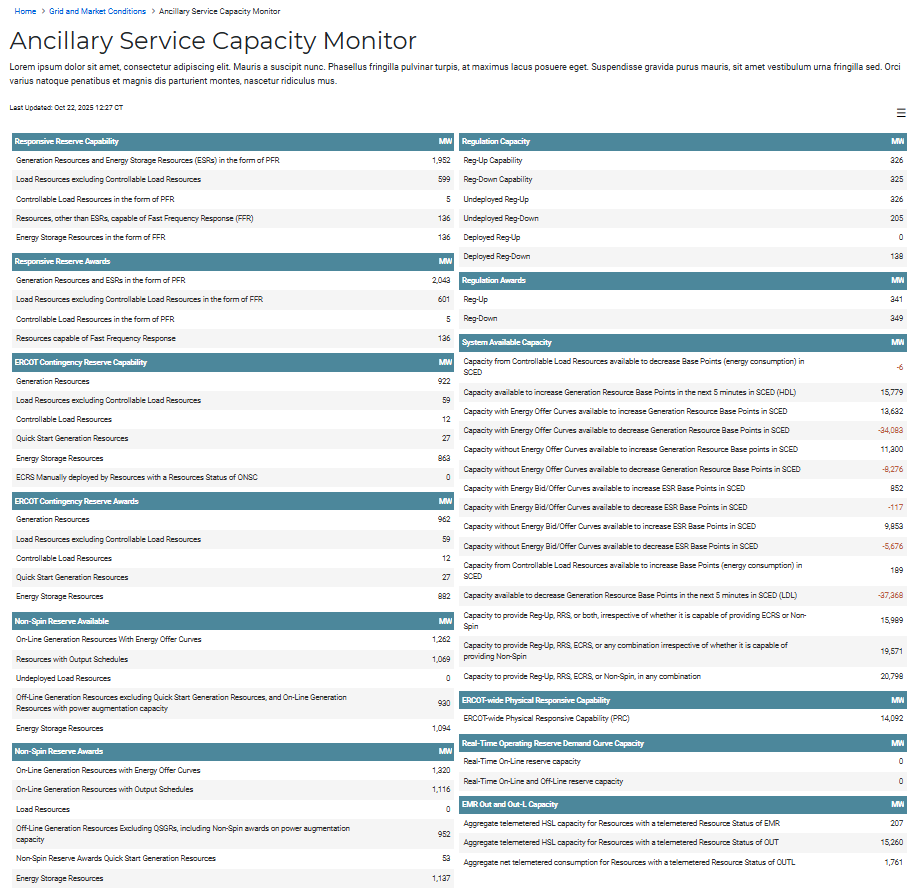 Home > Grid and Market Conditions > Ancillary Service Capacity Monitor
Ancillary Service Capacity Monitor
Lorem ipsum dolor sit amet, consectetur adipiscing elit. Mauris a suscipit nunc. Phasellus fringilla pulvinar turpis, at maximus lacus posuere eget. Suspendisse gravida purus mauris, sit amet vestibulum urna fringilla sed. Orci
varius natoque penatibus et magnis dis parturient montes, nascetur ridiculus mus.
Last Updated: Oct 22, 2025 12:27 CT
Responsive Reserve Capability MW
Generation Resources and Energy Storage Resources (ESRs) in the form of PFR 1,952
Load Resources excluding Controllable Load Resources 599
Controllable Load Resources in the form of PFR 5
Resources, other than ESRs, capable of Fast Frequency Response (FFR) 136
Energy Storage Resources in the form of FFR 136
Responsive Reserve Awards MW
Generation Resources and ESRs in the form of PFR 2,043
Load Resources excluding Controllable Load Resources in the form of FFR 601
Controllable Load Resources in the form of PFR 5
Resources capable of Fast Frequency Response 136
ERCOT Contingency Reserve Capability MW
Generation Resources 922
Load Resources excluding Controllable Load Resources 59
Controllable Load Resources 12
Quick Start Generation Resources 27
Energy Storage Resources 863
ECRS Manually deployed by Resources with a Resources Status of ONSC 0
ERCOT Contingency Reserve Awards MW
Generation Resources 962
Load Resources excluding Controllable Load Resources 59
Controllable Load Resources 12
Quick Start Generation Resources 27
Energy Storage Resources 882
Non-Spin Reserve Available MW
On-Line Generation Resources With Energy Offer Curves 1,262
Resources with Output Schedules 1,069
Undeployed Load Resources 0
Off-Line Generation Resources excluding Quick Start Generation Resources, and On-Line Generation
Resources with power augmentation capacity 930
Energy Storage Resources 1,094
Non-Spin Reserve Awards MW
On-Line Generation Resources with Energy Offer Curves 1,320
On-Line Generation Resources with Output Schedules 1,116
Load Resources 0
Off-Line Generation Resources Excluding QSGRs, including Non-Spin awards on power augmentation
capacity 952
Non-Spin Reserve Awards Quick Start Generation Resources 53
Energy Storage Resources 1,137
Regulation Capacity MW
Reg-Up Capability 326
Reg-Down Capability 325
Undeployed Reg-Up 326
Undeployed Reg-Down 205
Deployed Reg-Up 0
Deployed Reg-Down 138
Regulation Awards MW
Reg-Up 341
Reg-Down 349
System Available Capacity MW
Capacity from Controllable Load Resources available to decrease Base Points (energy consumption) in
SCED -6
Capacity available to increase Generation Resource Base Points in the next 5 minutes in SCED (HDL) 15,779
Capacity with Energy Offer Curves available to increase Generation Resource Base Points in SCED 13,632
Capacity with Energy Offer Curves available to decrease Generation Resource Base Points in SCED -34,083
Capacity without Energy Offer Curves available to increase Generation Resource Base points in SCED 11,300
Capacity without Energy Offer Curves available to decrease Generation Resource Base points in SCED -8,276
Capacity with Energy Bid/Offer Curves available to increase ESR Base Points in SCED 852
Capacity with Energy Bid/Offer Curves available to decrease ESR Base Points in SCED -117
Capacity without Energy Bid/Offer Curves available to increase ESR Base Points in SCED 9,853
Capacity without Energy Bid/Offer Curves available to decrease ESR Base Points in SCED -5,676
Capacity from Controllable Load Resources available to increase Base Points (energy consumption) in
SCED 189
Capacity available to decrease Generation Resource Base Points in the next 5 minutes in SCED (LDL) -37,368
Capacity to provide Reg-Up, RRS, or both, irrespective of whether it is capable of providing ECRS or Non-
Spin 15,989
Capacity to provide Reg-Up, RRS, ECRS, or any combination irrespective of whether it is capable of
providing Non-Spin 19,571
Capacity to provide Reg-Up, RRS, ECRS, or Non-Spin, in any combination 20,798
ERCOT-wide Physical Responsive Capability MW
ERCOT-wide Physical Responsive Capability (PRC) 14,092
Real-Time Operating Reserve Demand Curve Capacity MW
Real-Time On-Line reserve capacity 0
Real-Time On-Line and Off-Line reserve capacity 0
EMR Out and Out-L Capacity MW
Aggregate telemetered HSL capacity for Resources with a telemetered Resource Status of EMR 207
Aggregate telemetered HSL capacity for Resources with a telemetered Resource Status of OUT 15,260
Aggregate net telemetered consumption for Resources with a telemetered Resource Status of OUTL 1,761